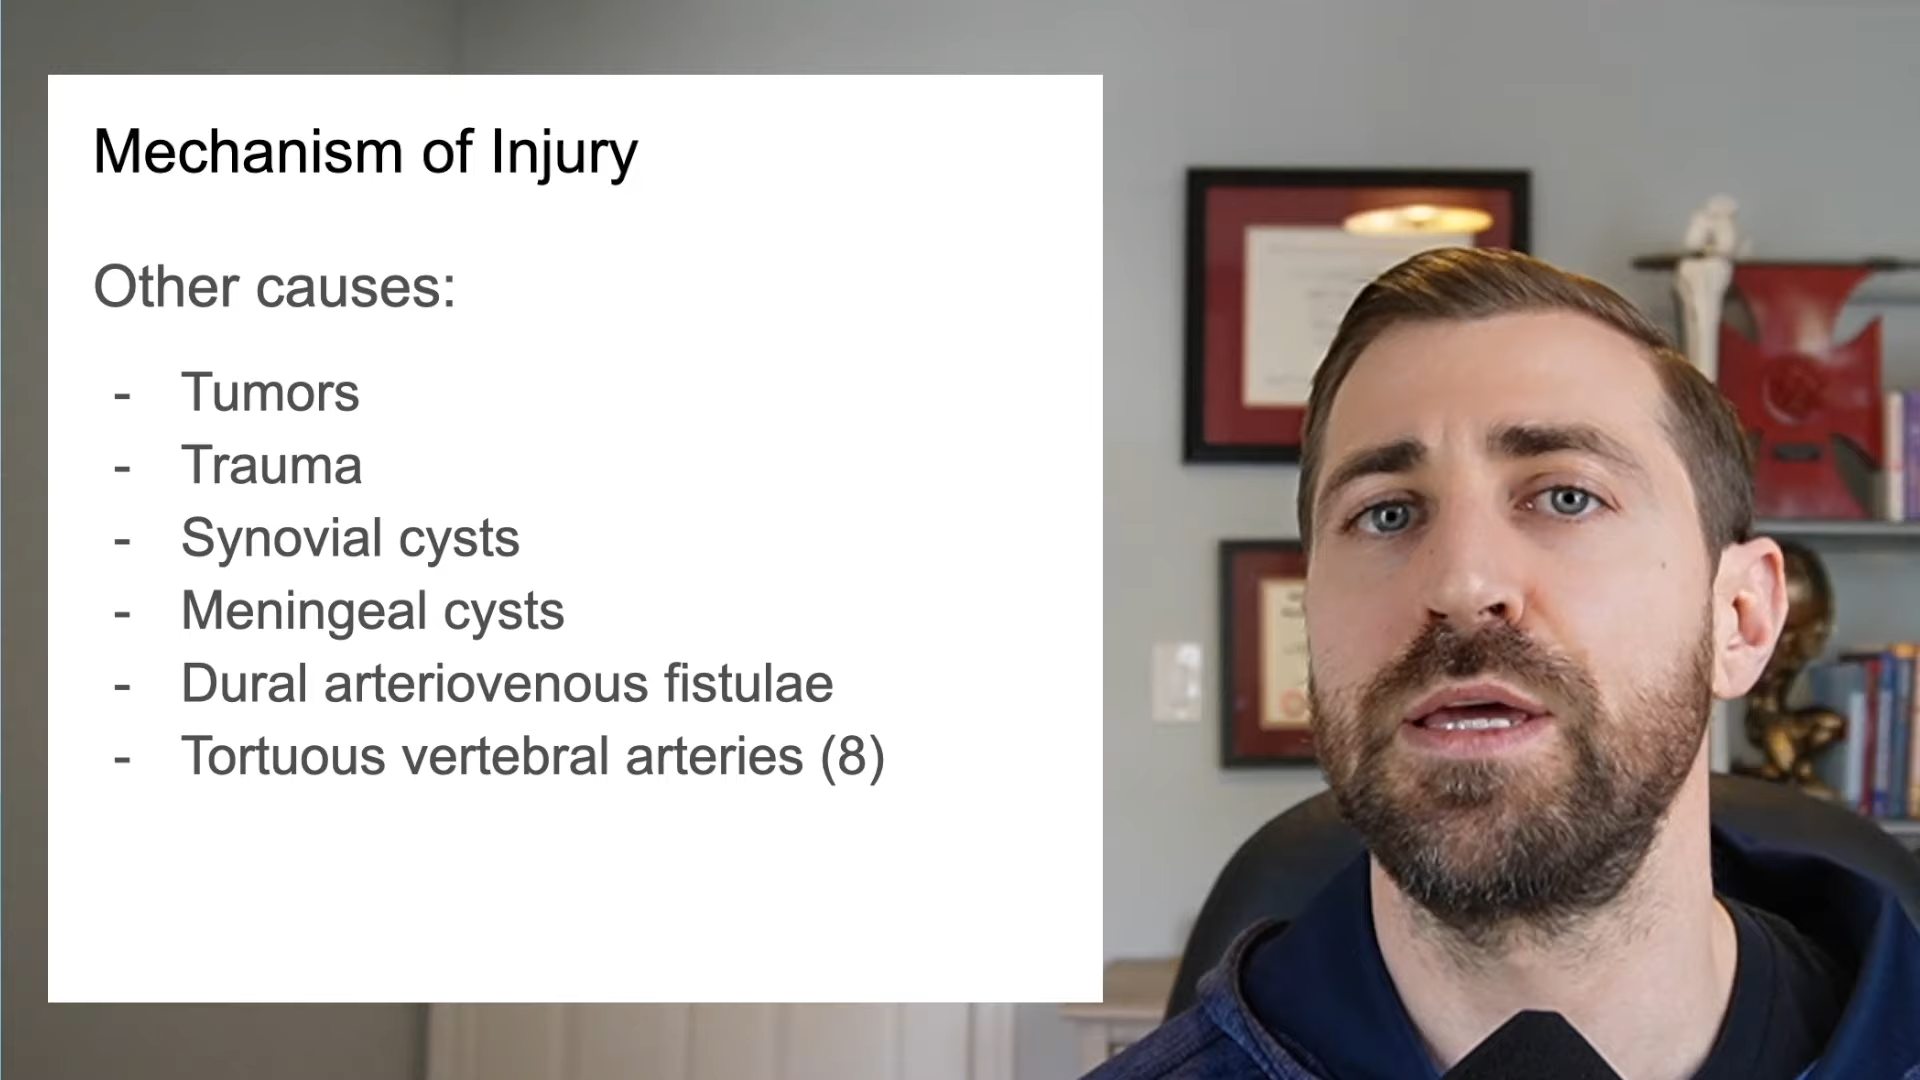 Mechanism of Injury
Other causes:
- Tumors
- Trauma
- Synovial cysts
- Meningeal cysts
- Dural arteriovenous fistulae
- Tortuous vertebral arteries (8)